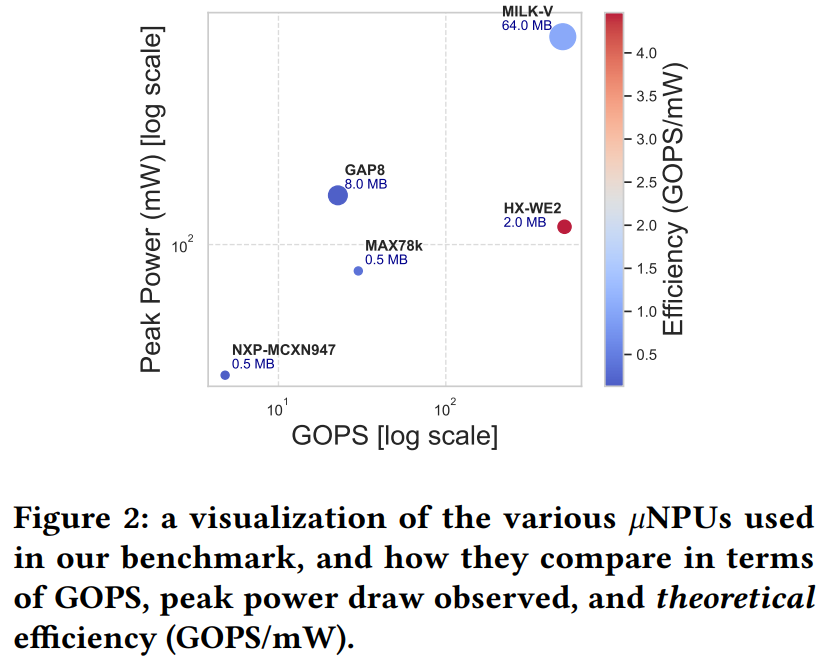 MILK-V
64.0 MB
GAP8
8.0 MB
HX-WE2
2.0 MB
MAX78k
0.5 MB
NXP-MCXN947
0.5 MB
Peak Power (mW) [log scale]
10²
10¹
10²
GOPS [log scale]
4.0
3.5
3.0
2.5
2.0
1.5
1.0
0.5
Efficiency (GOPS/mW)
Figure 2: a visualization of the various μNPUs used
in our benchmark, and how they compare in terms
of GOPS, peak power draw observed, and theoretical
efficiency (GOPS/mW).